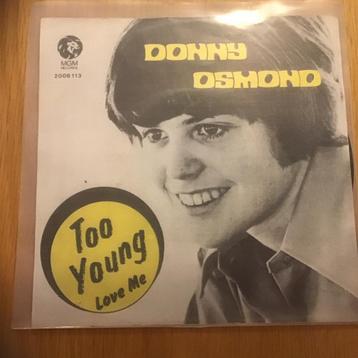 MGM
RECORDS
2006 113
DONNY
OSMOND
Too
Young
Love Me